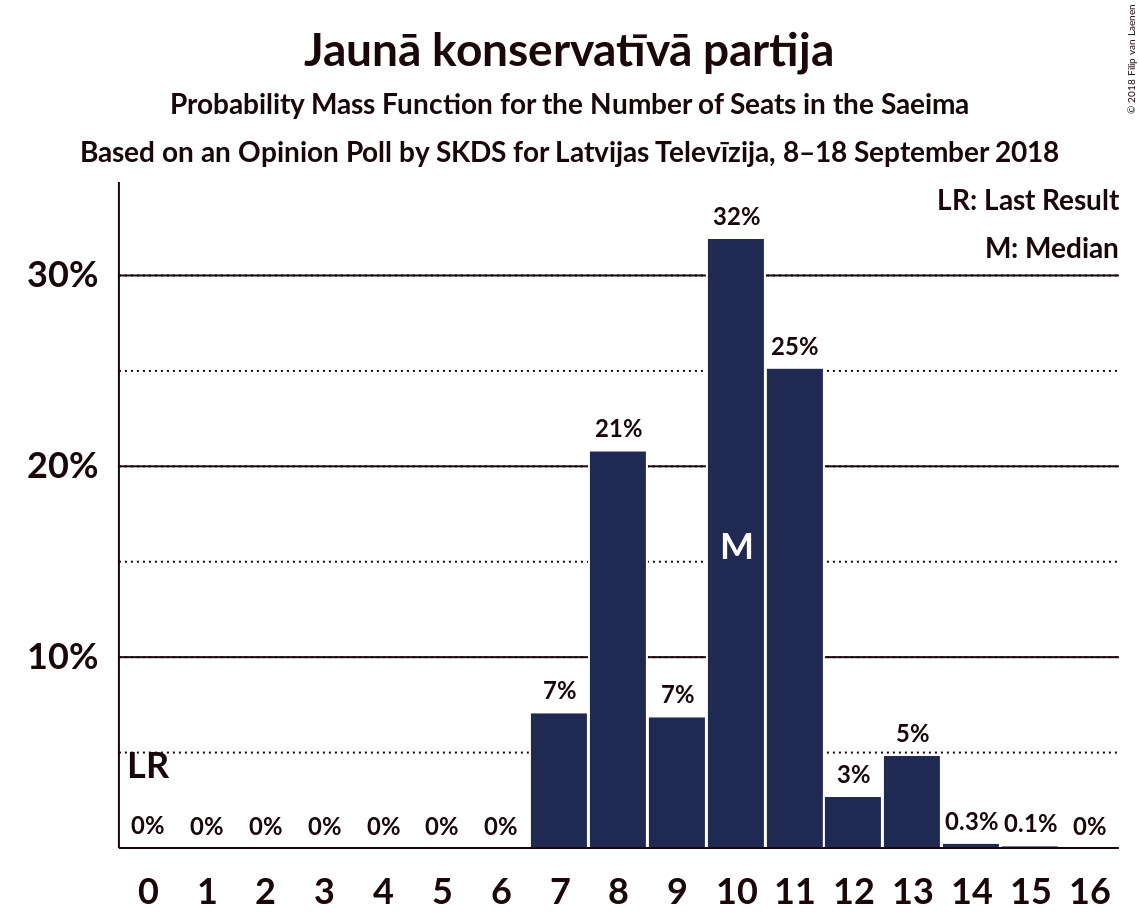 Jaunā konservatīvā partija
Probability Mass Function for the Number of Seats in the Saeima
Based on an Opinion Poll by SKDS for Latvijas Televīzija, 8–18 September 2018
© 2018 Filip van Laenen
LR: Last Result
M: Median
32%
30%
25%
21%
20%
M
10%
7%
7%
5%
LR
3%
0%
0%
0%
0%
0%
0%
0%
0.3%
0.1%
0%
0 1 2 3 4 5 6 7 8 9 10 11 12 13 14 15 16